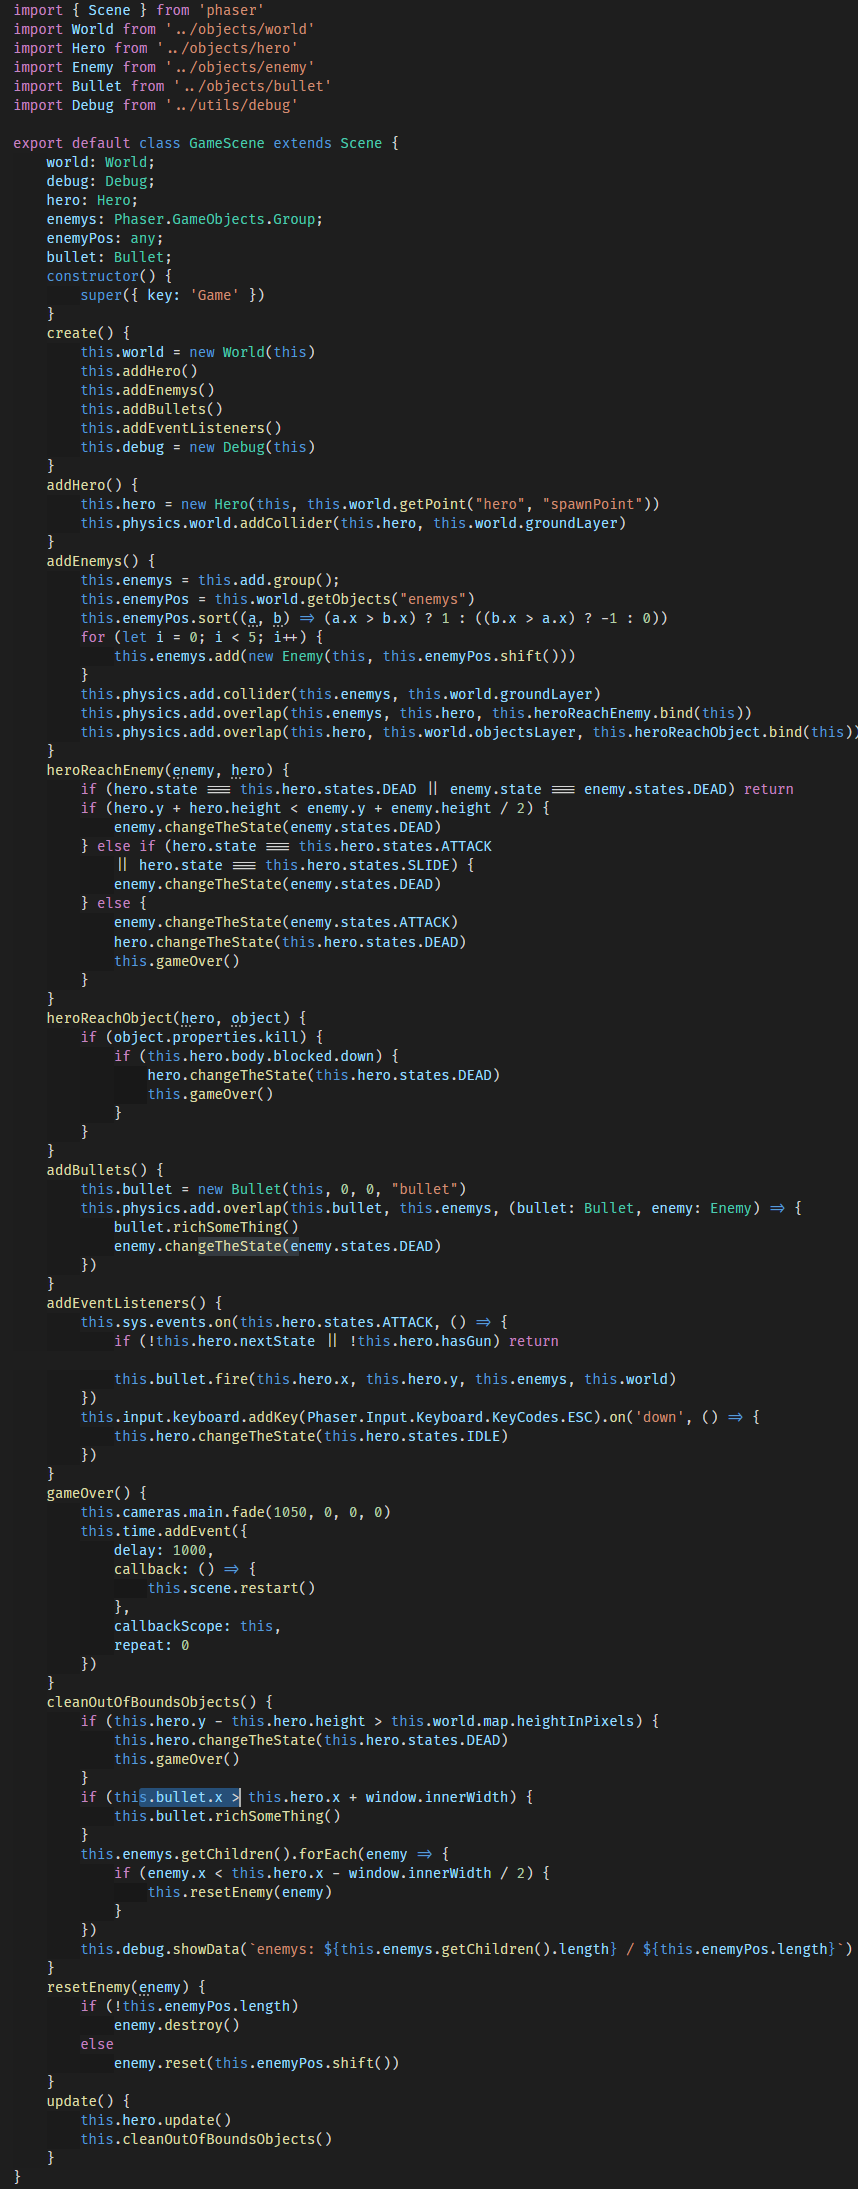 import { Scene } from 'phaser'
import World from '../objects/world'
import Hero from '../objects/hero'
import Enemy from '../objects/enemy'
import Bullet from '../objects/bullet'
import Debug from '../utils/debug'

export default class GameScene extends Scene {
    world: World;
    debug: Debug;
    hero: Hero;
    enemys: Phaser.GameObjects.Group;
    enemyPos: any;
    bullet: Bullet;
    constructor() {
        super({ key: 'Game' })
    }
    create() {
        this.world = new World(this)
        this.addHero()
        this.addEnemys()
        this.addBullets()
        this.addEventListeners()
        this.debug = new Debug(this)
    }
    addHero() {
        this.hero = new Hero(this, this.world.getPoint("hero", "spawnPoint"))
        this.physics.world.addCollider(this.hero, this.world.groundLayer)
    }
    addEnemys() {
        this.enemys = this.add.group();
        this.enemyPos = this.world.getObjects("enemys")
        this.enemyPos.sort((a, b) => (a.x > b.x) ? 1 : ((b.x > a.x) ? -1 : 0))
        for (let i = 0; i < 5; i++) {
            this.enemys.add(new Enemy(this, this.enemyPos.shift()))
        }
        this.physics.add.collider(this.enemys, this.world.groundLayer)
        this.physics.add.overlap(this.enemys, this.hero, this.heroReachEnemy.bind(this))
        this.physics.add.overlap(this.hero, this.world.objectsLayer, this.heroReachObject.bind(this))
    }
    heroReachEnemy(enemy, hero) {
        if (hero.state === this.hero.states.DEAD || enemy.state === enemy.states.DEAD) return
        if (hero.y + hero.height < enemy.y + enemy.height / 2) {
            enemy.changeTheState(enemy.states.DEAD)
        } else if (hero.state === this.hero.states.ATTACK
            || hero.state === this.hero.states.SLIDE) {
            enemy.changeTheState(enemy.states.DEAD)
        } else {
            enemy.changeTheState(enemy.states.ATTACK)
            hero.changeTheState(this.hero.states.DEAD)
            this.gameOver()
        }
    }
    heroReachObject(hero, object) {
        if (object.properties.kill) {
            if (this.hero.body.blocked.down) {
                hero.changeTheState(this.hero.states.DEAD)
                this.gameOver()
            }
        }
    }
    addBullets() {
        this.bullet = new Bullet(this, 0, 0, "bullet")
        this.physics.add.overlap(this.bullet, this.enemys, (bullet: Bullet, enemy: Enemy) => {
            bullet.richSomeThing()
            enemy.changeTheState(enemy.states.DEAD)
        })
    }
    addEventListeners() {
        this.sys.events.on(this.hero.states.ATTACK, () => {
            if (!this.hero.nextState || !this.hero.hasGun) return

            this.bullet.fire(this.hero.x, this.hero.y, this.enemys, this.world)
        })
        this.input.keyboard.addKey(Phaser.Input.Keyboard.KeyCodes.ESC).on('down', () => {
            this.hero.changeTheState(this.hero.states.IDLE)
        })
    }
    gameOver() {
        this.cameras.main.fade(1050, 0, 0, 0)
        this.time.addEvent({
            delay: 1000,
            callback: () => {
                this.scene.restart()
            },
            callbackScope: this,
            repeat: 0
        })
    }
    cleanOutOfBoundsObjects() {
        if (this.hero.y - this.hero.height > this.world.map.heightInPixels) {
            this.hero.changeTheState(this.hero.states.DEAD)
            this.gameOver()
        }
        if (this.bullet.x > this.hero.x + window.innerWidth) {
            this.bullet.richSomeThing()
        }
        this.enemys.getChildren().forEach(enemy => {
            if (enemy.x < this.hero.x - window.innerWidth / 2) {
                this.resetEnemy(enemy)
            }
        })
        this.debug.showData(`enemys: ${this.enemys.getChildren().length} / ${this.enemyPos.length}`)
    }
    resetEnemy(enemy) {
        if (!this.enemyPos.length)
            enemy.destroy()
        else
            enemy.reset(this.enemyPos.shift())
    }
    update() {
        this.hero.update()
        this.cleanOutOfBoundsObjects()
    }
}